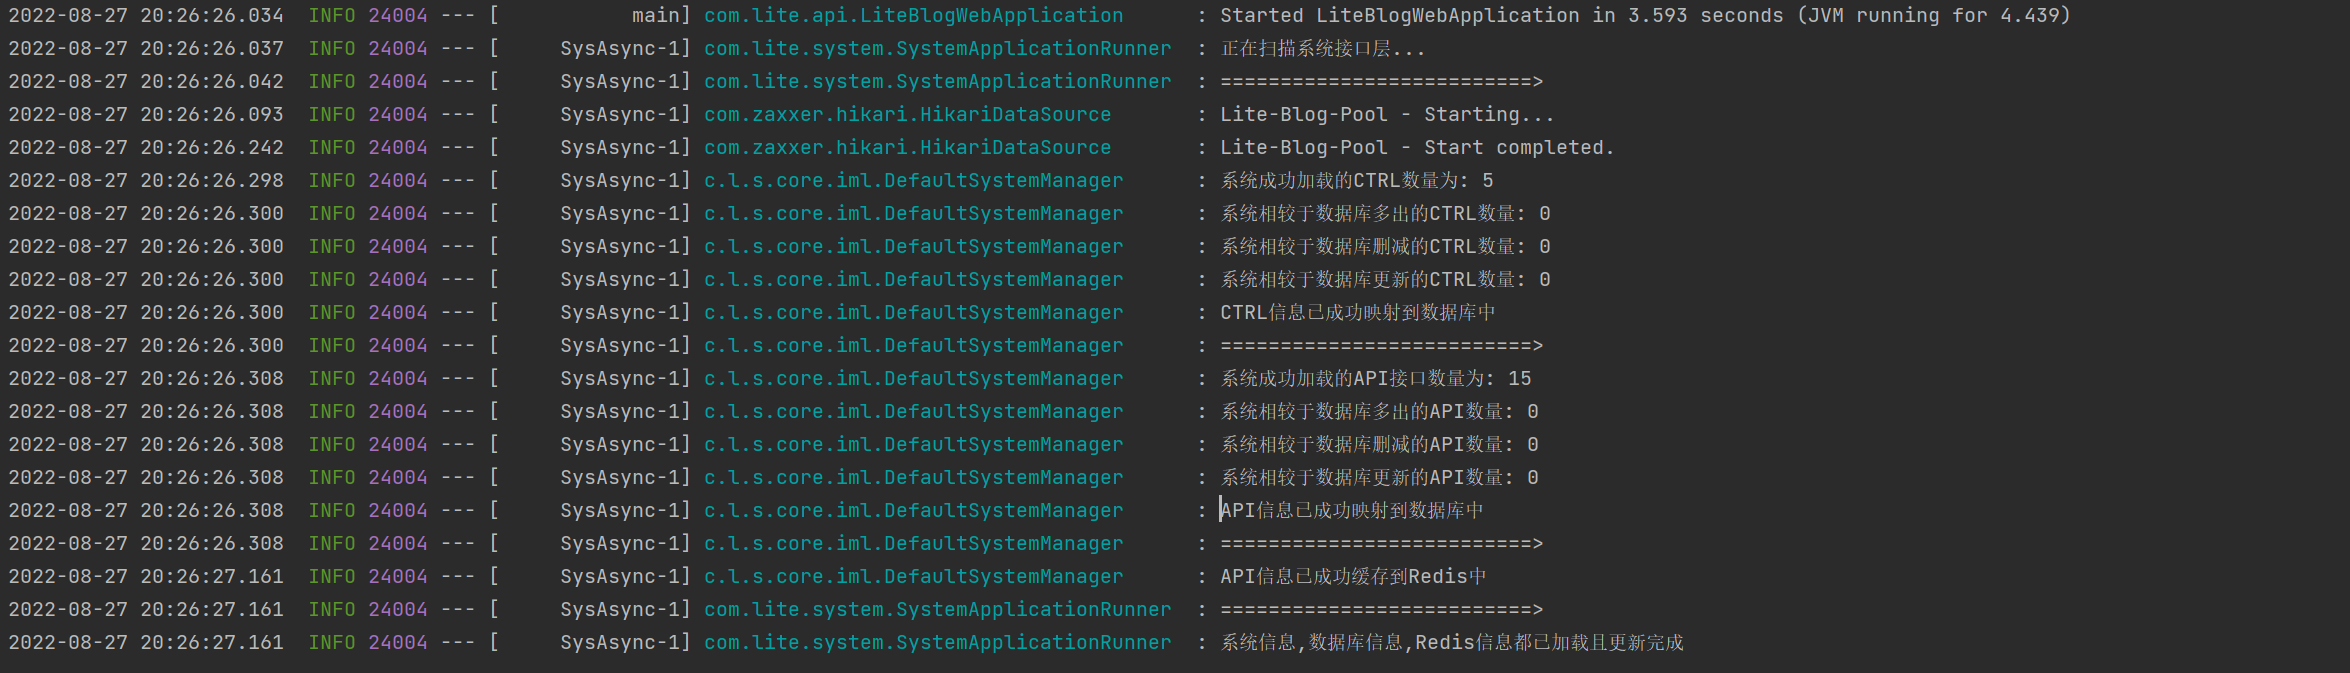 2022-08-27 20:26:26.034  INFO 24004 --- [           main] com.lite.api.LiteBlogWebApplication      : Started LiteBlogWebApplication in 3.593 seconds (JVM running for 4.439)
2022-08-27 20:26:26.037  INFO 24004 --- [     SysAsync-1] com.lite.system.SystemApplicationRunner  : 正在扫描系统接口层...
2022-08-27 20:26:26.042  INFO 24004 --- [     SysAsync-1] com.lite.system.SystemApplicationRunner  : ==========================>
2022-08-27 20:26:26.093  INFO 24004 --- [     SysAsync-1] com.zaxxer.hikari.HikariDataSource       : Lite-Blog-Pool - Starting...
2022-08-27 20:26:26.242  INFO 24004 --- [     SysAsync-1] com.zaxxer.hikari.HikariDataSource       : Lite-Blog-Pool - Start completed.
2022-08-27 20:26:26.298  INFO 24004 --- [     SysAsync-1] c.l.s.core.iml.DefaultSystemManager      : 系统成功加载的CTRL数量为: 5
2022-08-27 20:26:26.300  INFO 24004 --- [     SysAsync-1] c.l.s.core.iml.DefaultSystemManager      : 系统相较于数据库多出的CTRL数量: 0
2022-08-27 20:26:26.300  INFO 24004 --- [     SysAsync-1] c.l.s.core.iml.DefaultSystemManager      : 系统相较于数据库删减的CTRL数量: 0
2022-08-27 20:26:26.300  INFO 24004 --- [     SysAsync-1] c.l.s.core.iml.DefaultSystemManager      : 系统相较于数据库更新的CTRL数量: 0
2022-08-27 20:26:26.300  INFO 24004 --- [     SysAsync-1] c.l.s.core.iml.DefaultSystemManager      : CTRL信息已成功映射到数据库中
2022-08-27 20:26:26.300  INFO 24004 --- [     SysAsync-1] c.l.s.core.iml.DefaultSystemManager      : ==========================>
2022-08-27 20:26:26.308  INFO 24004 --- [     SysAsync-1] c.l.s.core.iml.DefaultSystemManager      : 系统成功加载的API接口数量为: 15
2022-08-27 20:26:26.308  INFO 24004 --- [     SysAsync-1] c.l.s.core.iml.DefaultSystemManager      : 系统相较于数据库多出的API数量: 0
2022-08-27 20:26:26.308  INFO 24004 --- [     SysAsync-1] c.l.s.core.iml.DefaultSystemManager      : 系统相较于数据库删减的API数量: 0
2022-08-27 20:26:26.308  INFO 24004 --- [     SysAsync-1] c.l.s.core.iml.DefaultSystemManager      : 系统相较于数据库更新的API数量: 0
2022-08-27 20:26:26.308  INFO 24004 --- [     SysAsync-1] c.l.s.core.iml.DefaultSystemManager      : API信息已成功映射到数据库中
2022-08-27 20:26:26.308  INFO 24004 --- [     SysAsync-1] c.l.s.core.iml.DefaultSystemManager      : ==========================>
2022-08-27 20:26:27.161  INFO 24004 --- [     SysAsync-1] c.l.s.core.iml.DefaultSystemManager      : API信息已成功缓存到Redis中
2022-08-27 20:26:27.161  INFO 24004 --- [     SysAsync-1] com.lite.system.SystemApplicationRunner  : ==========================>
2022-08-27 20:26:27.161  INFO 24004 --- [     SysAsync-1] com.lite.system.SystemApplicationRunner  : 系统信息,数据库信息,Redis信息都已加载且更新完成